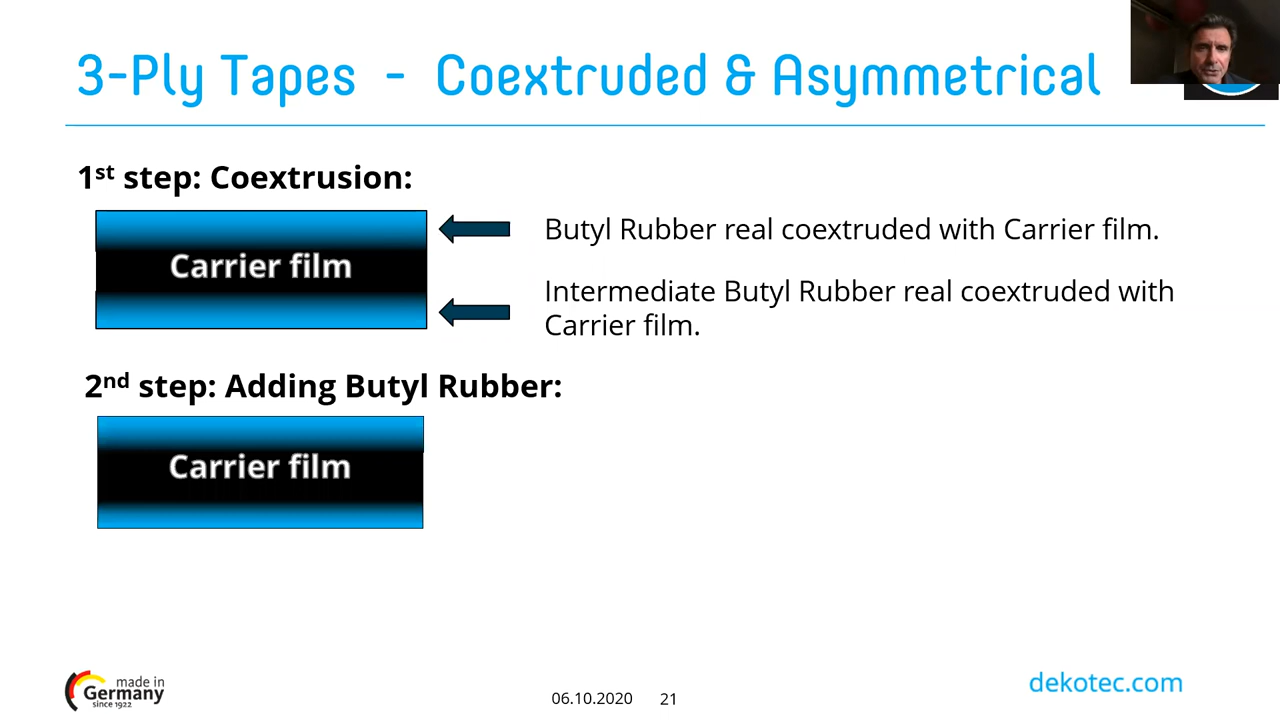 3-Ply Tapes - Coextruded & Asymmetrical
1st step: Coextrusion:
Carrier film
Butyl Rubber real coextruded with Carrier film.
Intermediate Butyl Rubber real coextruded with
Carrier film.
2nd step: Adding Butyl Rubber:
Carrier film
made in
Germany
since 1922
06.10.2020
21
dekotec.com